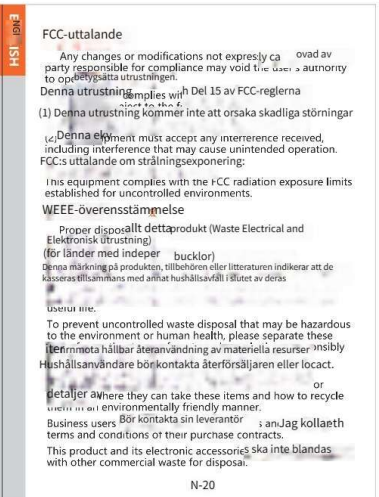 ENGLISH
FCC-uttalande
Any changes or modifications not expresly ca ovad av
party responsible for compliance may void the user's authority
to ope betygsätta utrustningen.
Denna utrustning complies with Del 15 av FCC-reglerna
(1) Denna utrustning kommer inte att orsaka skadliga störningar
(2) Denna ekvipment must accept any interference received,
including interference that may cause unintended operation.
FCC:s uttalande om strålningsexponering:
This equipment complies with the FCC radiation exposure limits
established for uncontrolled environments.
WEEE-överensstämmelse
Proper disposallt detta produkt (Waste Electrical and
Elektronisk utrustning)
(för länder med indeper bucklor)
Denna märkning på produkten, tillbehören eller litteraturen indikerar att de
kasseras tillsammans med annat hushållsavfall i slutet av deras
useful life.
To prevent uncontrolled waste disposal that may be hazardous
to the environment or human health, please separate these
främota hållbar återanvändning av materiella resurser onsibly
Hushållsanvändare bör kontakta återförsäljaren eller locact.
or
detaljer av where they can take these items and how to recycle
them in an environmentally friendly manner.
Business users Bör kontakta sin leverantör s and Jag kollaeth
terms and conditions of their purchase contracts.
This product and its electronic accessories ska inte blandas
with other commercial waste for disposal.
N-20